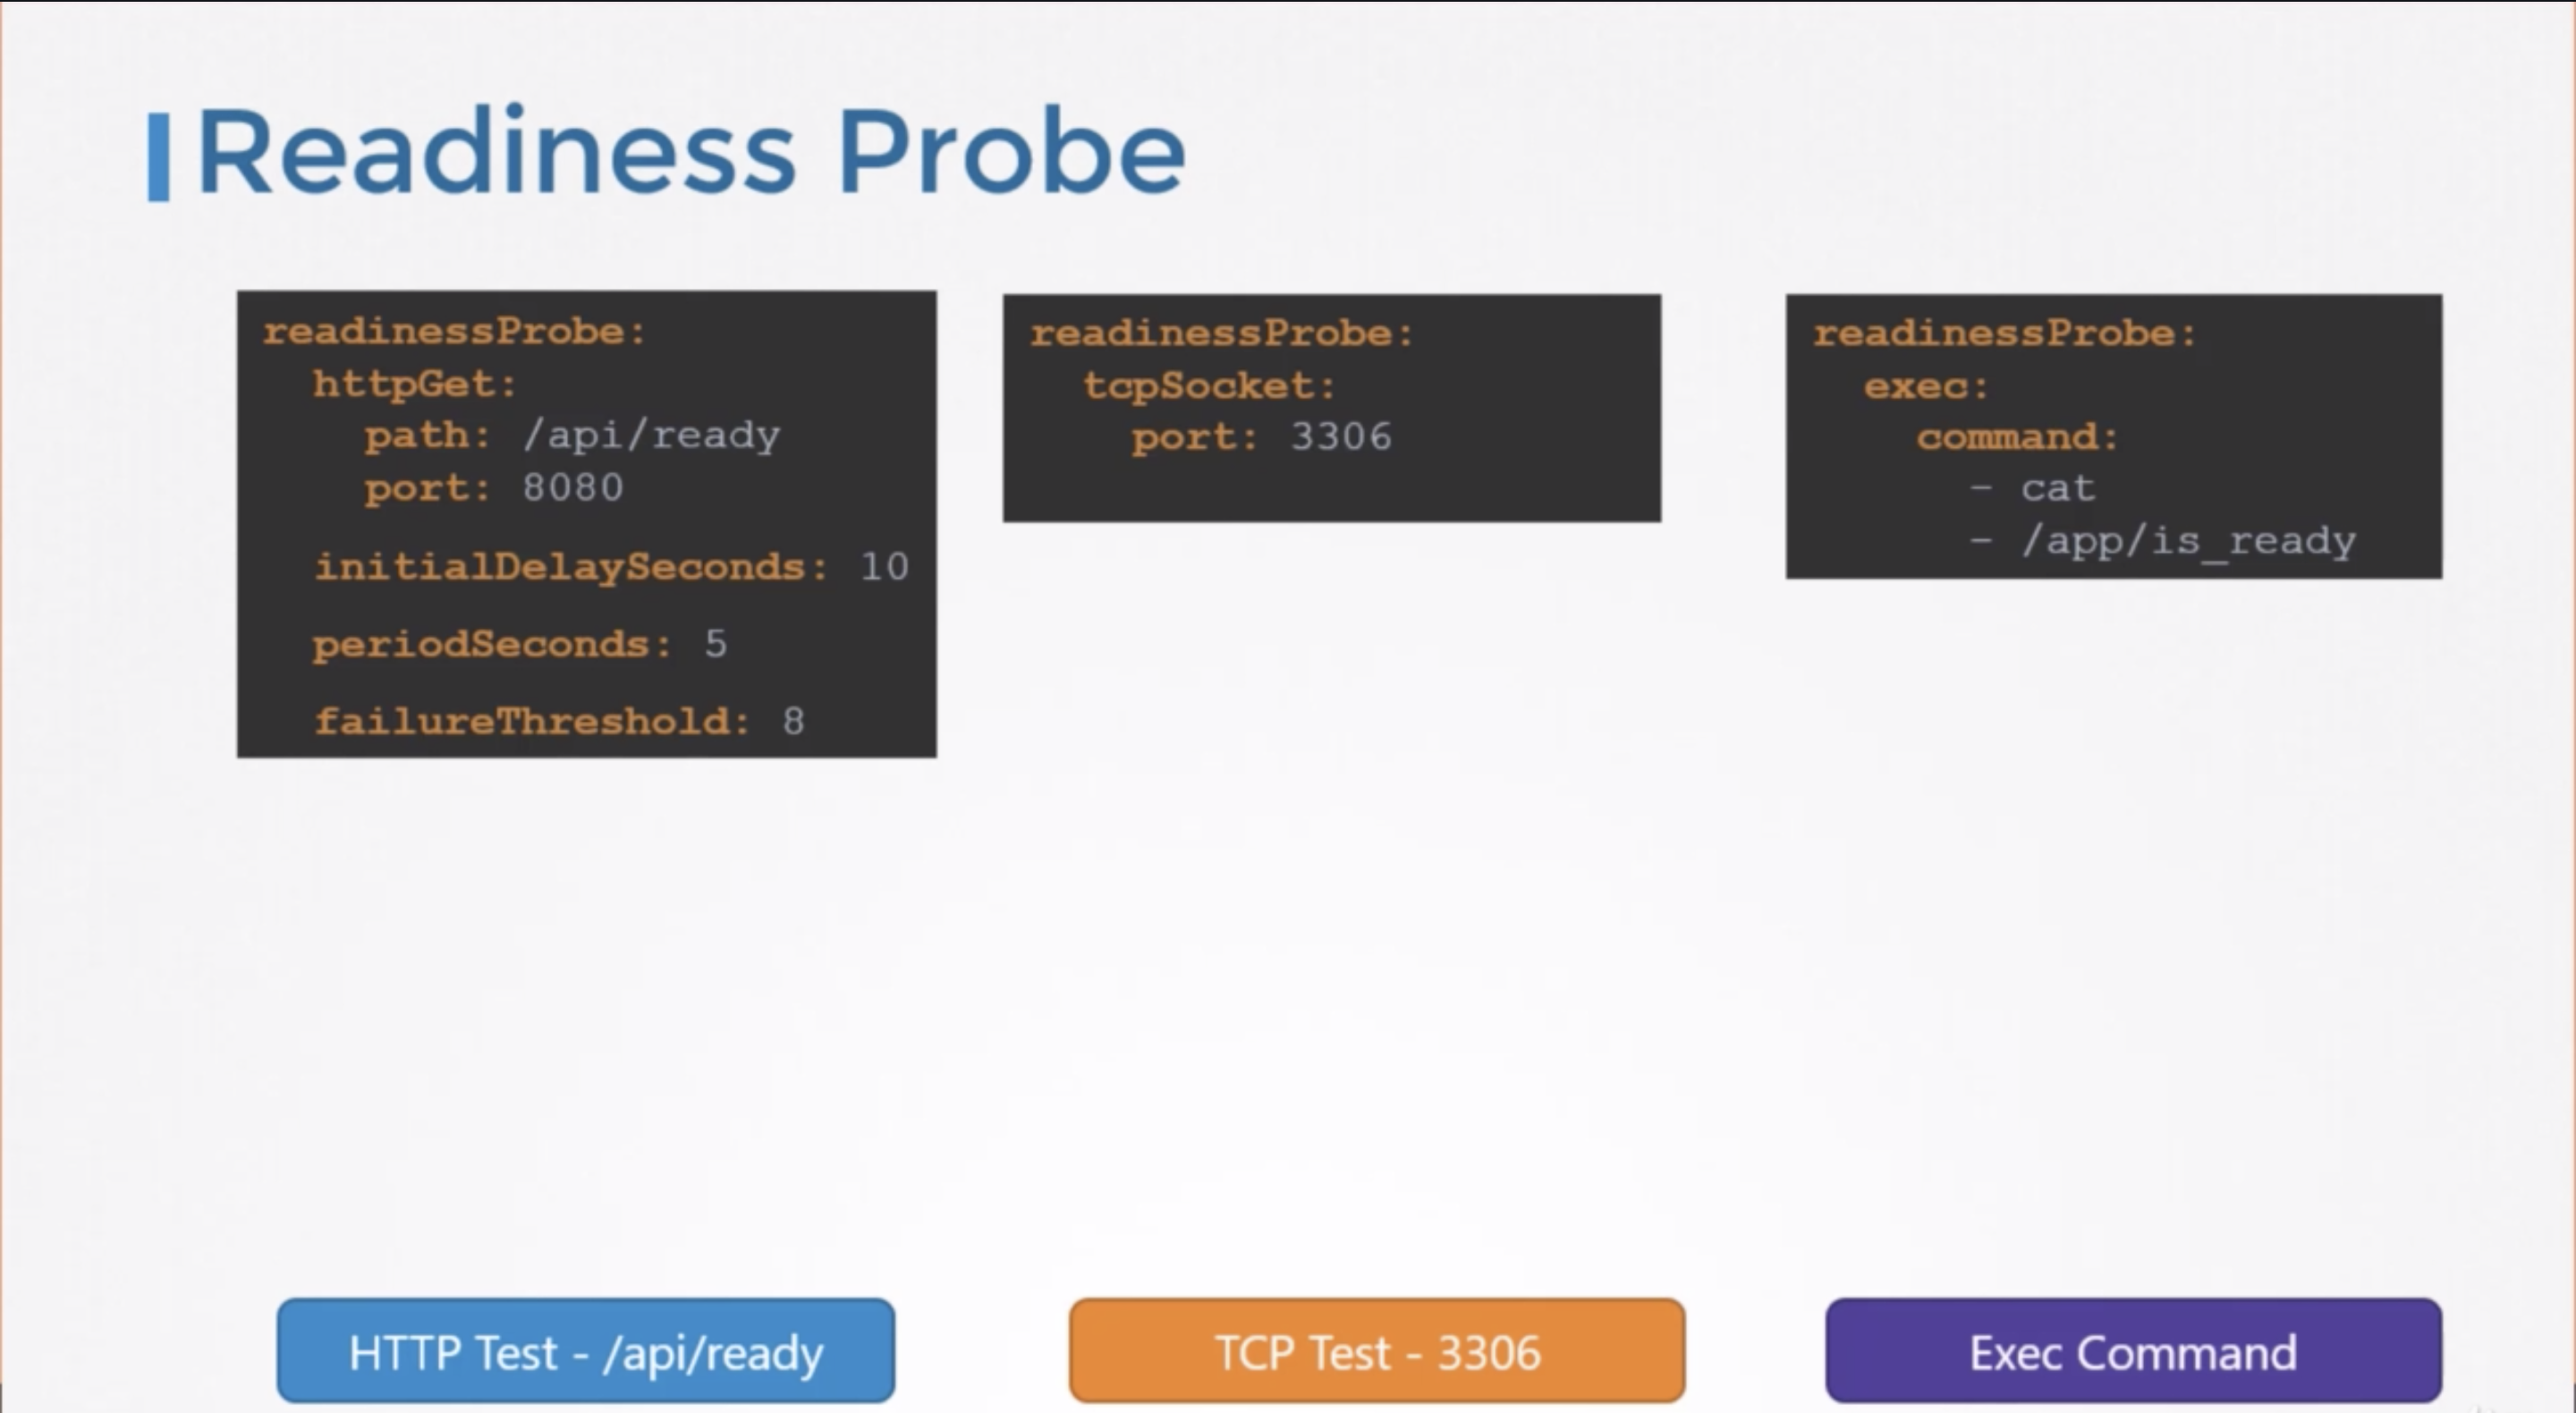 Readiness Probe
readinessProbe:
  httpGet:
    path: /api/ready
    port: 8080
  initialDelaySeconds: 10
  periodSeconds: 5
  failureThreshold: 8
readinessProbe:
  tcpSocket:
    port: 3306
readinessProbe:
  exec:
    command:
      - cat
      - /app/is_ready
HTTP Test - /api/ready
TCP Test - 3306
Exec Command